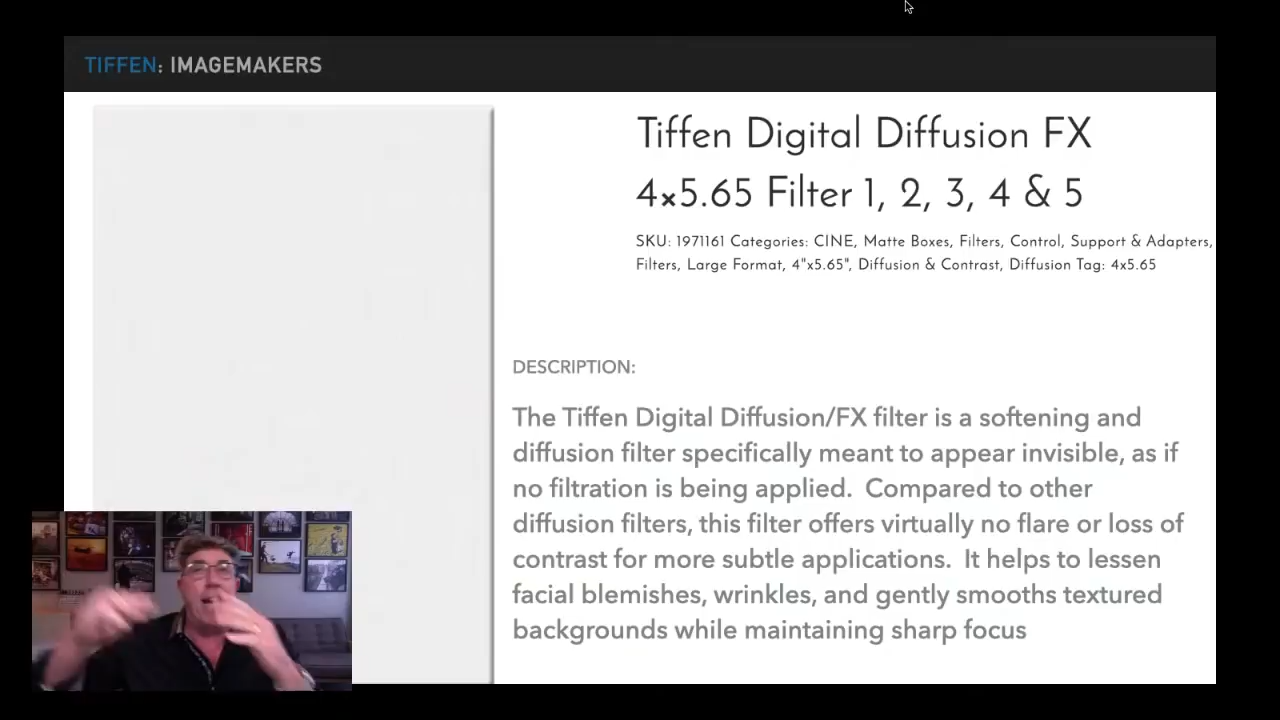 TIFFEN: IMAGEMAKERS
Tiffen Digital Diffusion FX
4×5.65 Filter 1, 2, 3, 4 & 5
SKU: 1971161 Categories: CINE, Matte Boxes, Filters, Control, Support & Adapters,
Filters, Large Format, 4"x5.65", Diffusion & Contrast, Diffusion Tag: 4x5.65
DESCRIPTION:
The Tiffen Digital Diffusion/FX filter is a softening and
diffusion filter specifically meant to appear invisible, as if
no filtration is being applied.  Compared to other
diffusion filters, this filter offers virtually no flare or loss of
contrast for more subtle applications.  It helps to lessen
facial blemishes, wrinkles, and gently smooths textured
backgrounds while maintaining sharp focus